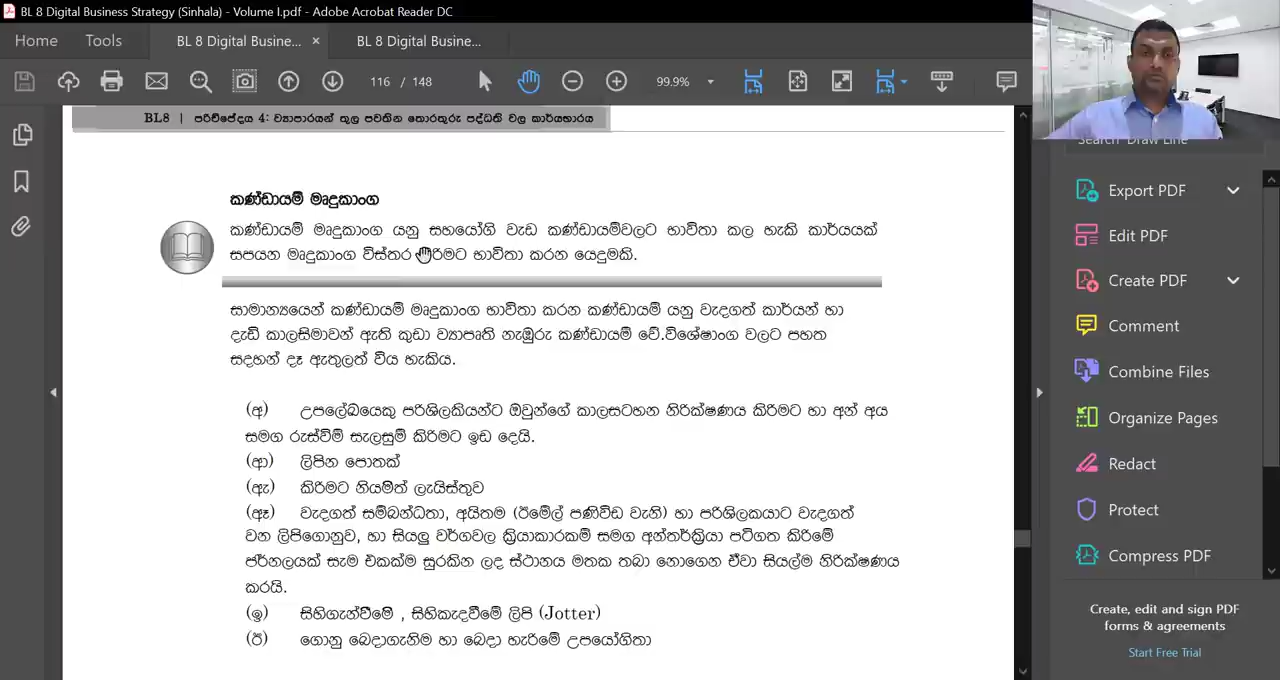 BL 8 Digital Business Strategy (Sinhala) - Volume I.pdf - Adobe Acrobat Reader DC
Home Tools BL 8 Digital Busine... × BL 8 Digital Busine...
116 / 148 99.9%
BL8 | පරිච්ඡේදය 4: ව්‍යාපාරයන් තුල පවතින තොරතුරු පද්ධති වල කාර්යභාරය
කණ්ඩායම් මෘදුකාංග
කණ්ඩායම් මෘදුකාංග යනු සහයෝගී වැඩ කණ්ඩායම්වලට භාවිතා කල හැකි කාර්යයක්
සපයන මෘදුකාංග විස්තර කිරීමට භාවිතා කරන යෙදුමකි.
සාමාන්‍යයෙන් කණ්ඩායම් මෘදුකාංග භාවිතා කරන කණ්ඩායම් යනු වැදගත් කාර්යන් හා
දැඩි කාලසීමාවන් ඇති කුඩා ව්‍යාපෘති නැඹුරු කණ්ඩායම් වේ.විශේෂාංග වලට පහත
සදහන් දෑ ඇතුලත් විය හැකිය.
(අ) උපලේඛයෙකු පරිශීලකයන්ට ඔවුන්ගේ කාලසටහන නිරීක්ෂණය කිරීමට හා අන් අය
සමග රුස්වීම් සැලසුම් කිරීමට ඉඩ දෙයි.
(ආ) ලිපින පොතක්
(ඇ) කිරීමට නියමිත ලැයිස්තුව
(ඈ) වැදගත් සම්බන්ධතා, අයිතම (ඊමේල් පණිවිඩ වැනි) හා පරිශීලකයාට වැදගත්
වන ලිපිගොනුව, හා සියලු වර්ගවල ක්‍රියාකාරකම් සමග අන්තර්ක්‍රියා පටිගත කිරීමේ
ජර්නලයක් සැම එකක්ම සුරකින ලද ස්ථානය මතක තබා නොගෙන ඒවා සියල්ම නිරීක්ෂණය
කරයි.
(ඉ) සිහිගැන්වීමේ , සිහිකැදවීමේ ලිපි (Jotter)
(ඊ) ගොනු බෙදාගැනීම හා බෙදා හැරීමේ උපයෝගිතා
Search 'Draw Line'
Export PDF
Edit PDF
Create PDF
Comment
Combine Files
Organize Pages
Redact
Protect
Compress PDF
Create, edit and sign PDF
forms & agreements
Start Free Trial